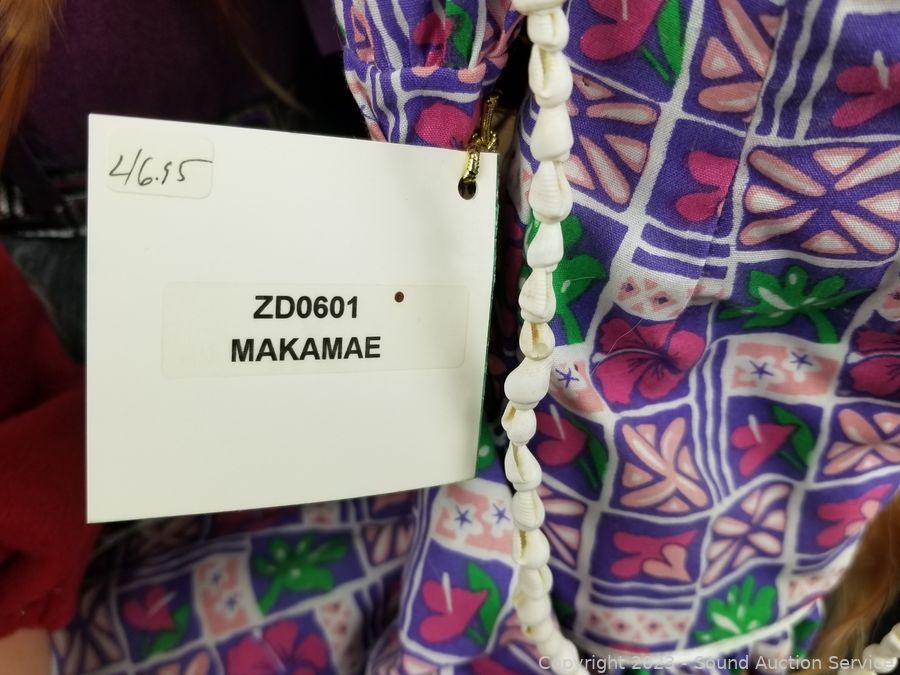 46.95
ZD0601
MAKAMAE
Copyright 2023 - Sound Auction Service